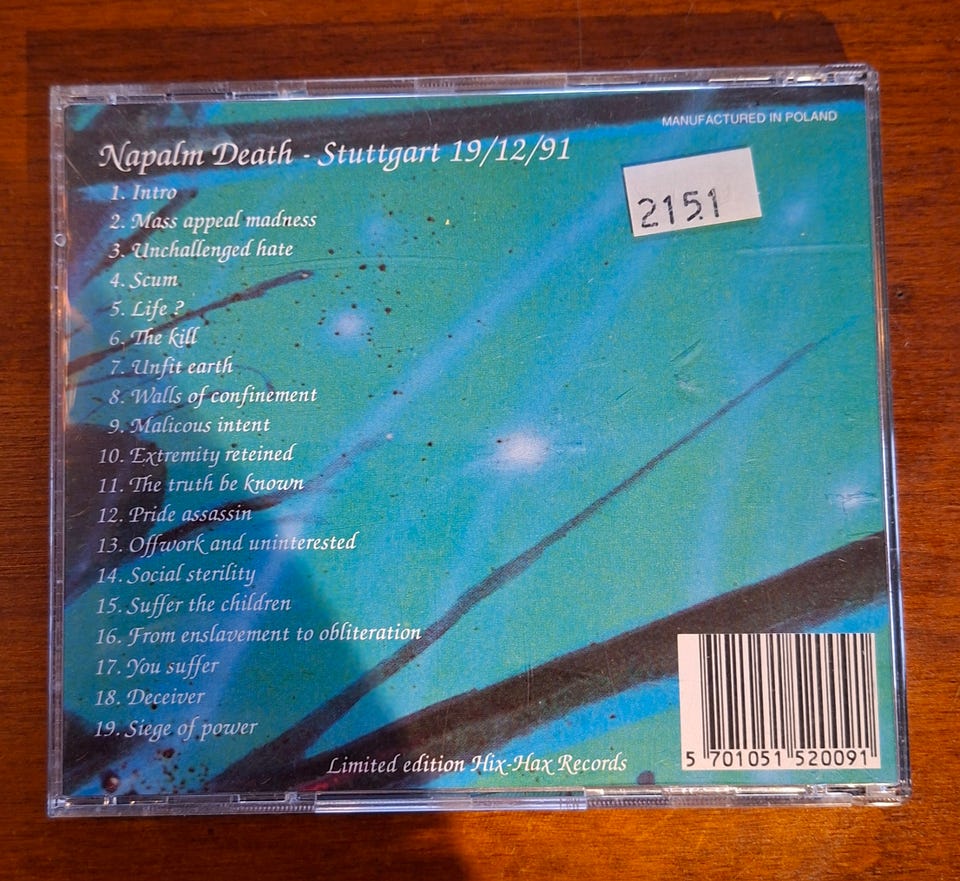 MANUFACTURED IN POLAND
Napalm Death - Stuttgart 19/12/91
2151
1. Intro
2. Mass appeal madness
3. Unchallenged hate
4. Scum
5. Life ?
6. The kill
7. Unfit earth
8. Walls of confinement
9. Malicous intent
10. Extremity reteined
11. The truth be known
12. Pride assassin
13. Offwork and uninterested
14. Social sterility
15. Suffer the children
16. From enslavement to obliteration
17. You suffer
18. Deceiver
19. Siege of power
Limited edition Hix-Hax Records
5 701051 520091